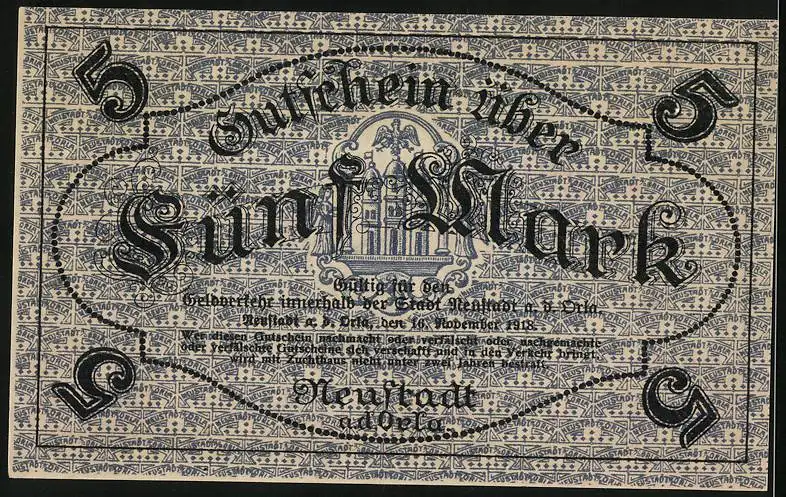 5 5
Gutschein über
Fünf Mark
Gültig für den
Geldverkehr innerhalb der Stadt Neustadt a. d. Orla.
Neustadt a. d. Orla, den 16. November 1918.
Wer diesen Gutschein nachmacht oder verfälscht oder nachgemachte
oder verfälschte Gutscheine sich verschafft und in den Verkehr bringt,
wird mit Zuchthaus nicht unter zwei Jahren bestraft.
Neustadt
a.d. Orla
5 5